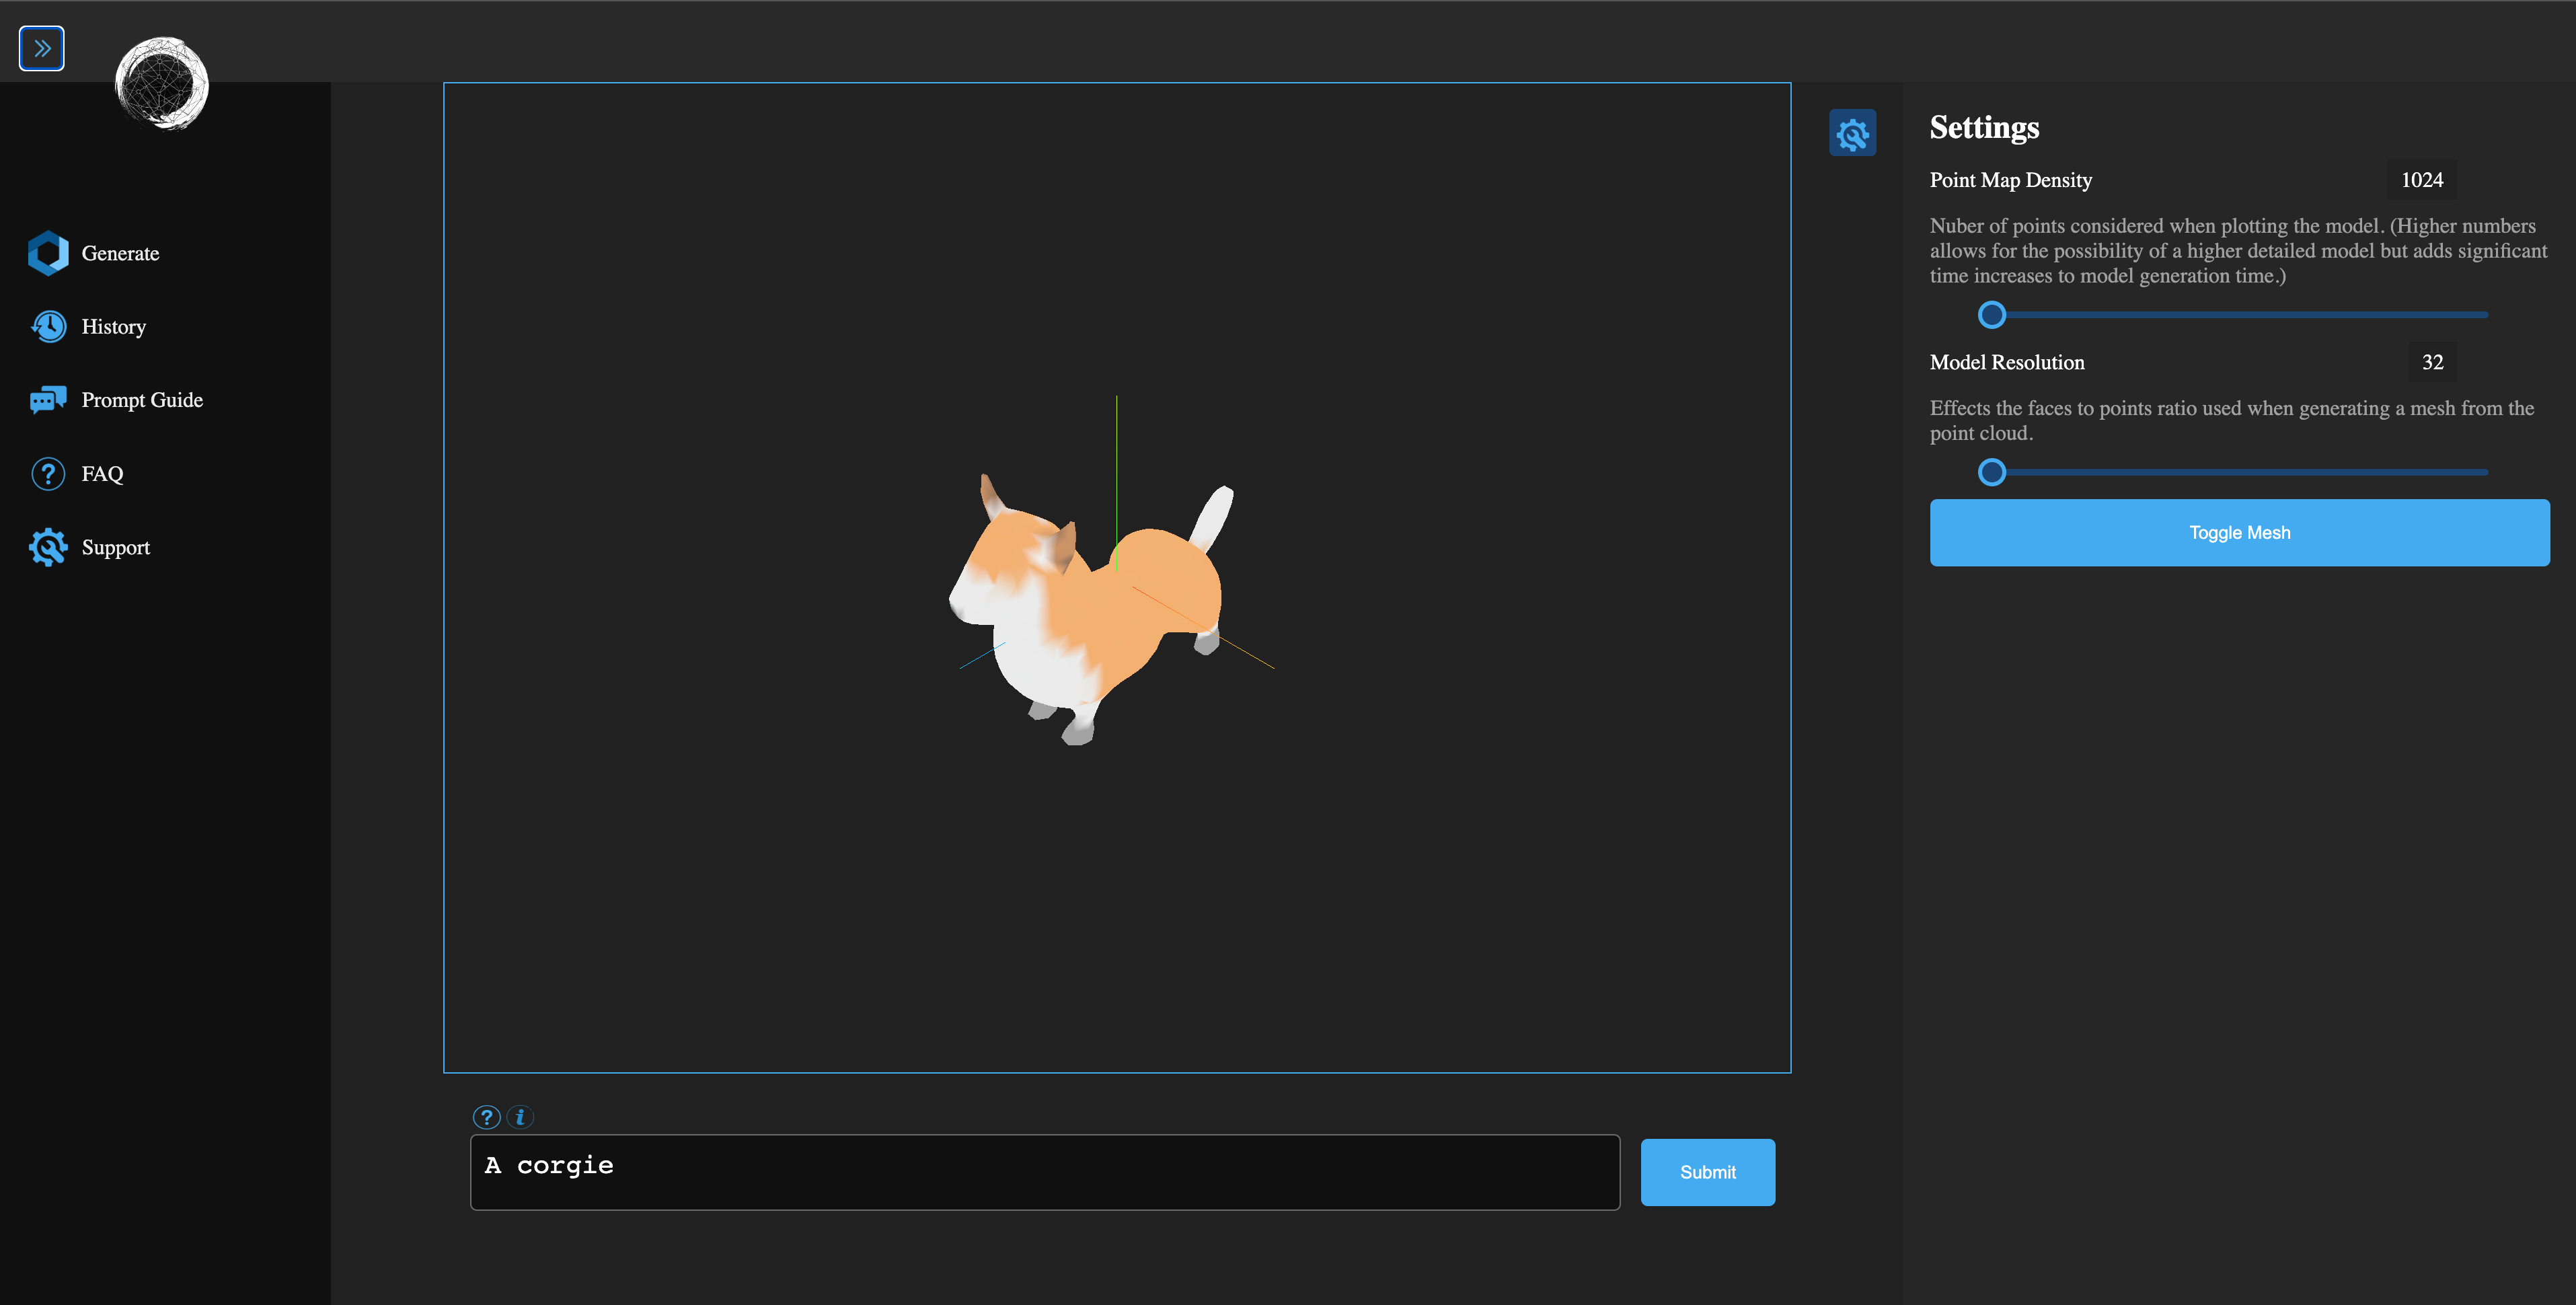 Generate
History
Prompt Guide
FAQ
Support
A corgie
Submit
Settings
Point Map Density 1024
Nuber of points considered when plotting the model. (Higher numbers
allows for the possibility of a higher detailed model but adds significant
time increases to model generation time.)
Model Resolution 32
Effects the faces to points ratio used when generating a mesh from the
point cloud.
Toggle Mesh